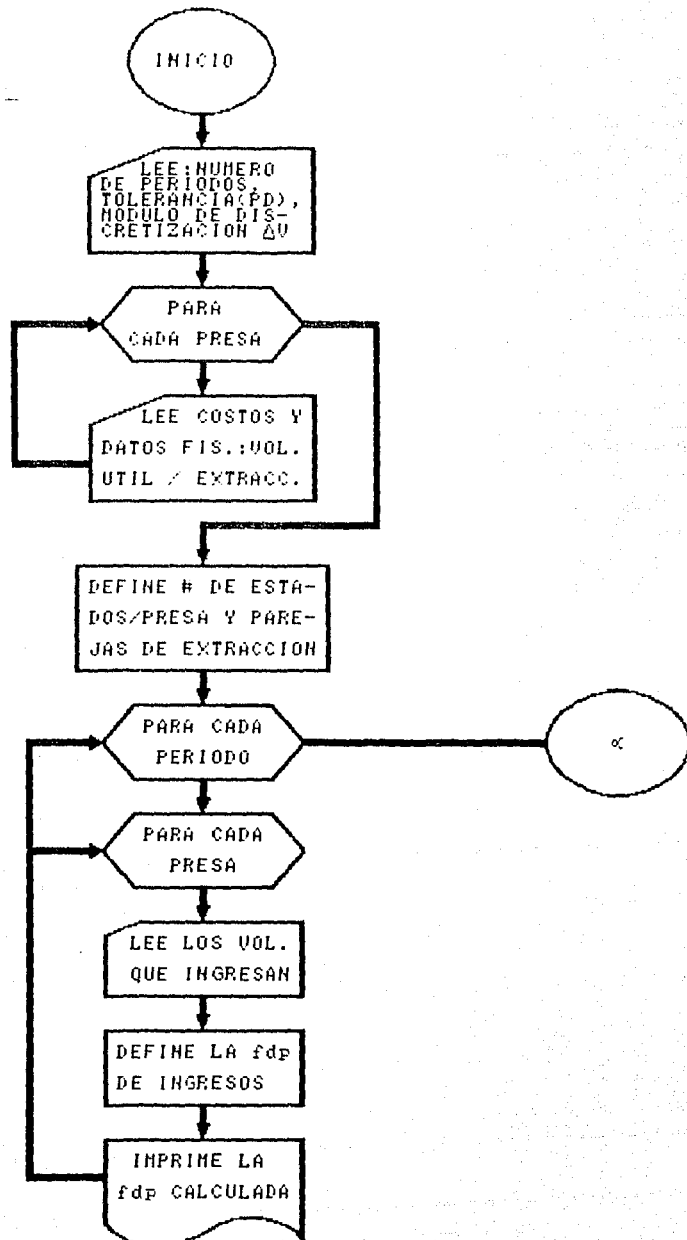 INICIO
LEE:NUMERO
DE PERIODOS,
TOLERANCIA(PD),
MODULO DE DIS-
CRETIZACION ΔV
PARA
CADA PRESA
LEE COSTOS Y
DATOS FIS.:VOL.
UTIL / EXTRACC.
DEFINE # DE ESTA-
DOS/PRESA Y PARE-
JAS DE EXTRACCION
PARA CADA
PERIODO
∝
PARA CADA
PRESA
LEE LOS VOL.
QUE INGRESAN
DEFINE LA fdp
DE INGRESOS
IMPRIME LA
fdp CALCULADA